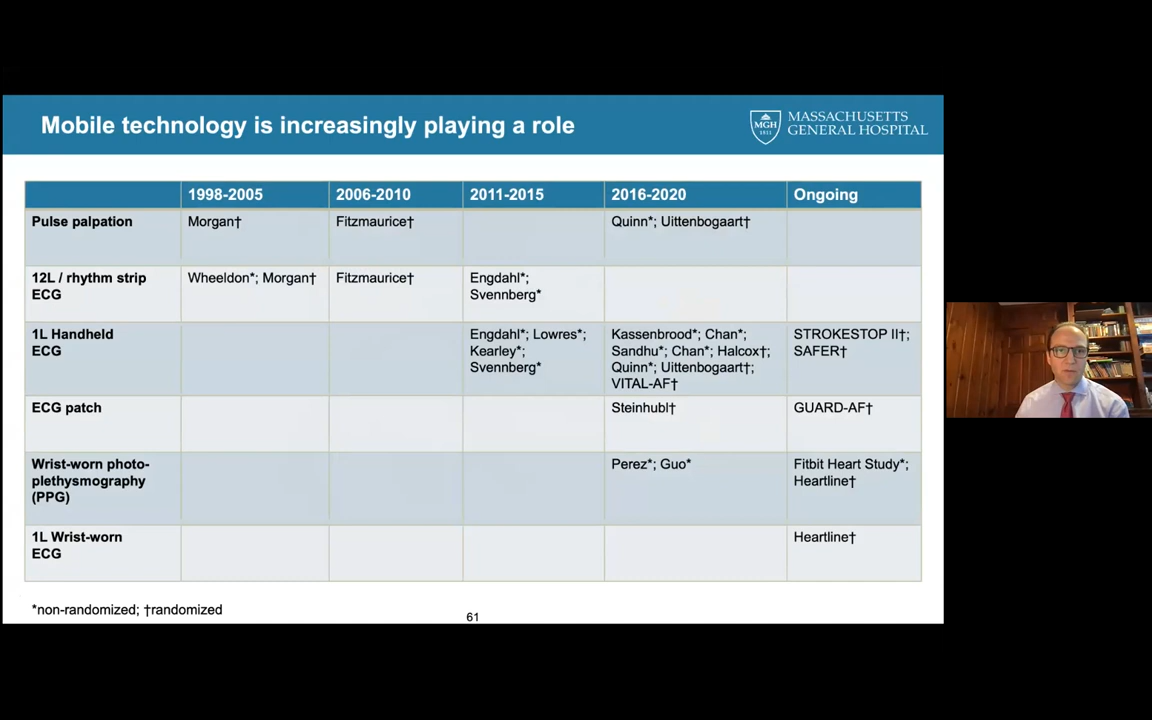 Mobile technology is increasingly playing a role
MGH
1811
MASSACHUSETTS
GENERAL HOSPITAL
1998-2005
2006-2010
2011-2015
2016-2020
Ongoing
Pulse palpation
Morgan†
Fitzmaurice†
Quinn*; Uittenbogaart†
12L / rhythm strip
ECG
Wheeldon*; Morgan†
Fitzmaurice†
Engdahl*;
Svennberg*
1L Handheld
ECG
Engdahl*; Lowres*;
Kearley*;
Svennberg*
Kassenbrood*; Chan*;
Sandhu*; Chan*; Halcox†;
Quinn*; Uittenbogaart†;
VITAL-AF†
STROKESTOP II†;
SAFER†
ECG patch
Steinhubl†
GUARD-AF†
Wrist-worn photo-
plethysmography
(PPG)
Perez*; Guo*
Fitbit Heart Study*;
Heartline†
1L Wrist-worn
ECG
Heartline†
*non-randomized; †randomized
61